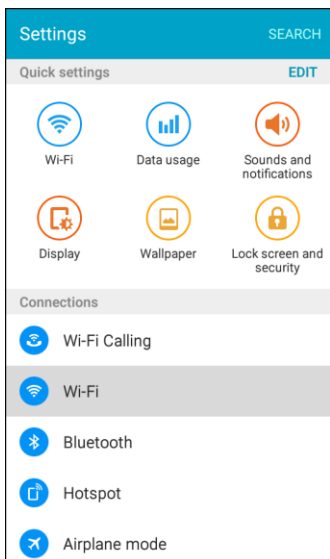 Settings SEARCH
Quick settings EDIT
Wi-Fi Data usage Sounds and notifications
Display Wallpaper Lock screen and security
Connections
Wi-Fi Calling
Wi-Fi
Bluetooth
Hotspot
Airplane mode